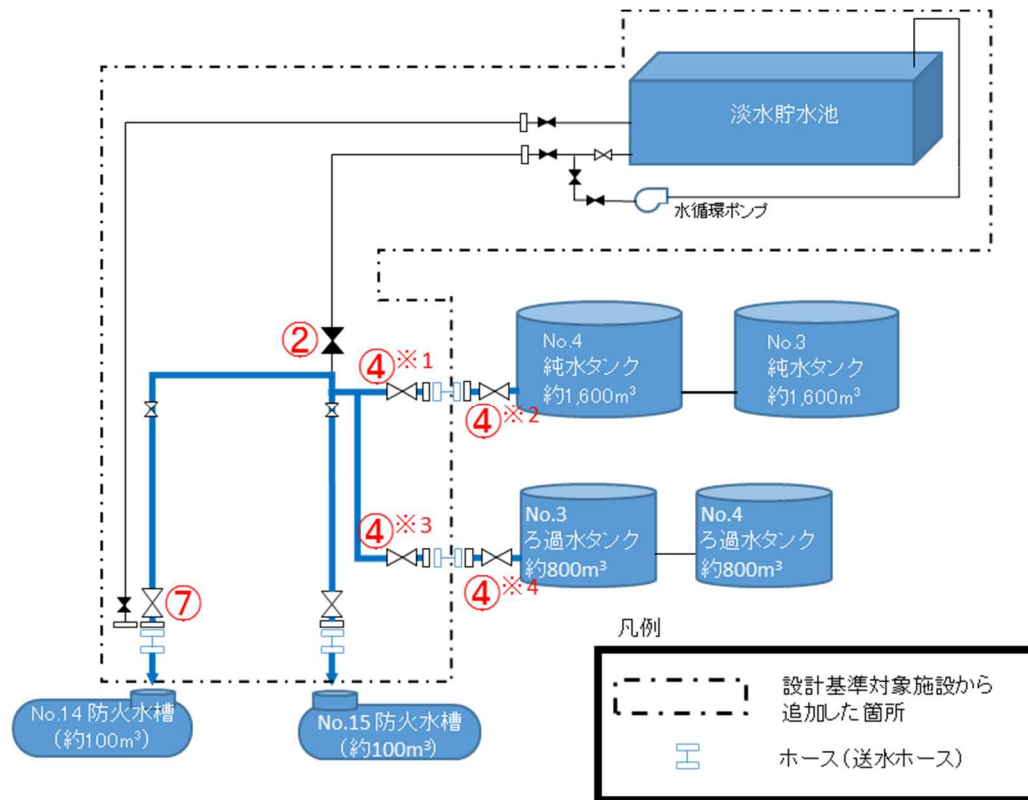 淡水貯水池
水循環ポンプ
②
④※1
④※2
No.4
純水タンク
約1,600m³
No.3
純水タンク
約1,600m³
④※3
④※4
No.3
ろ過水タンク
約800m³
No.4
ろ過水タンク
約800m³
⑦
No.14 防火水槽
(約100m³)
No.15 防火水槽
(約100m³)
凡例
設計基準対象施設から
追加した箇所
ホース(送水ホース)